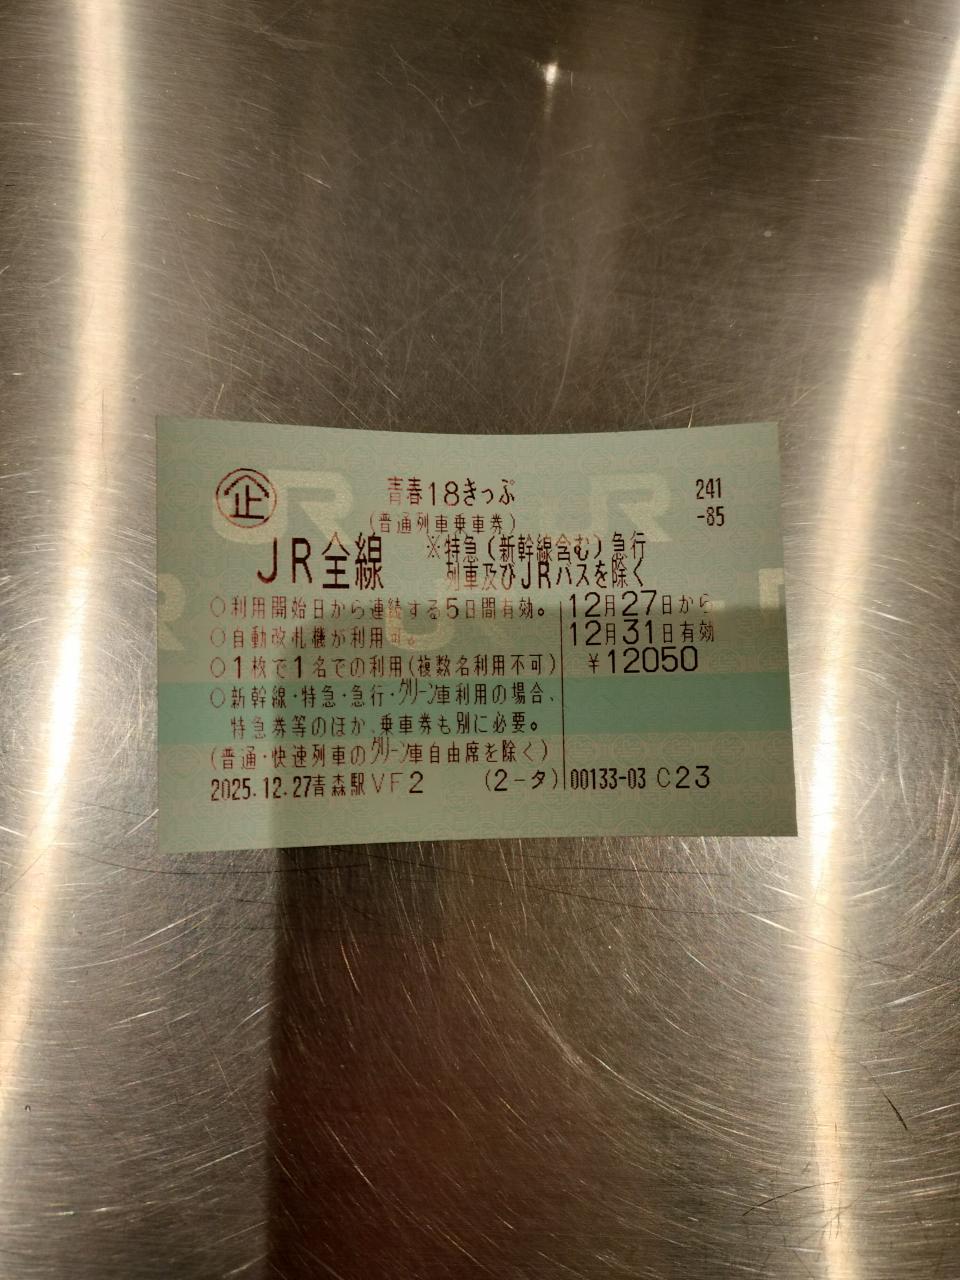 企 青春18きっぷ 241
(普通列車乗車券) -85
JR全線 ※特急(新幹線含む)急行
列車及びJRバスを除く
○利用開始日から連続する5日間有効。 12月27日から
○自動改札機が利用可。 12月31日有効
○1枚で1名での利用(複数名利用不可) ¥12050
○新幹線・特急・急行・グリーン車利用の場合、
特急券等のほか、乗車券も別に必要。
(普通・快速列車のグリーン車自由席を除く)
2025.12.27青森駅VF2 (2-タ) 00133-03 C23